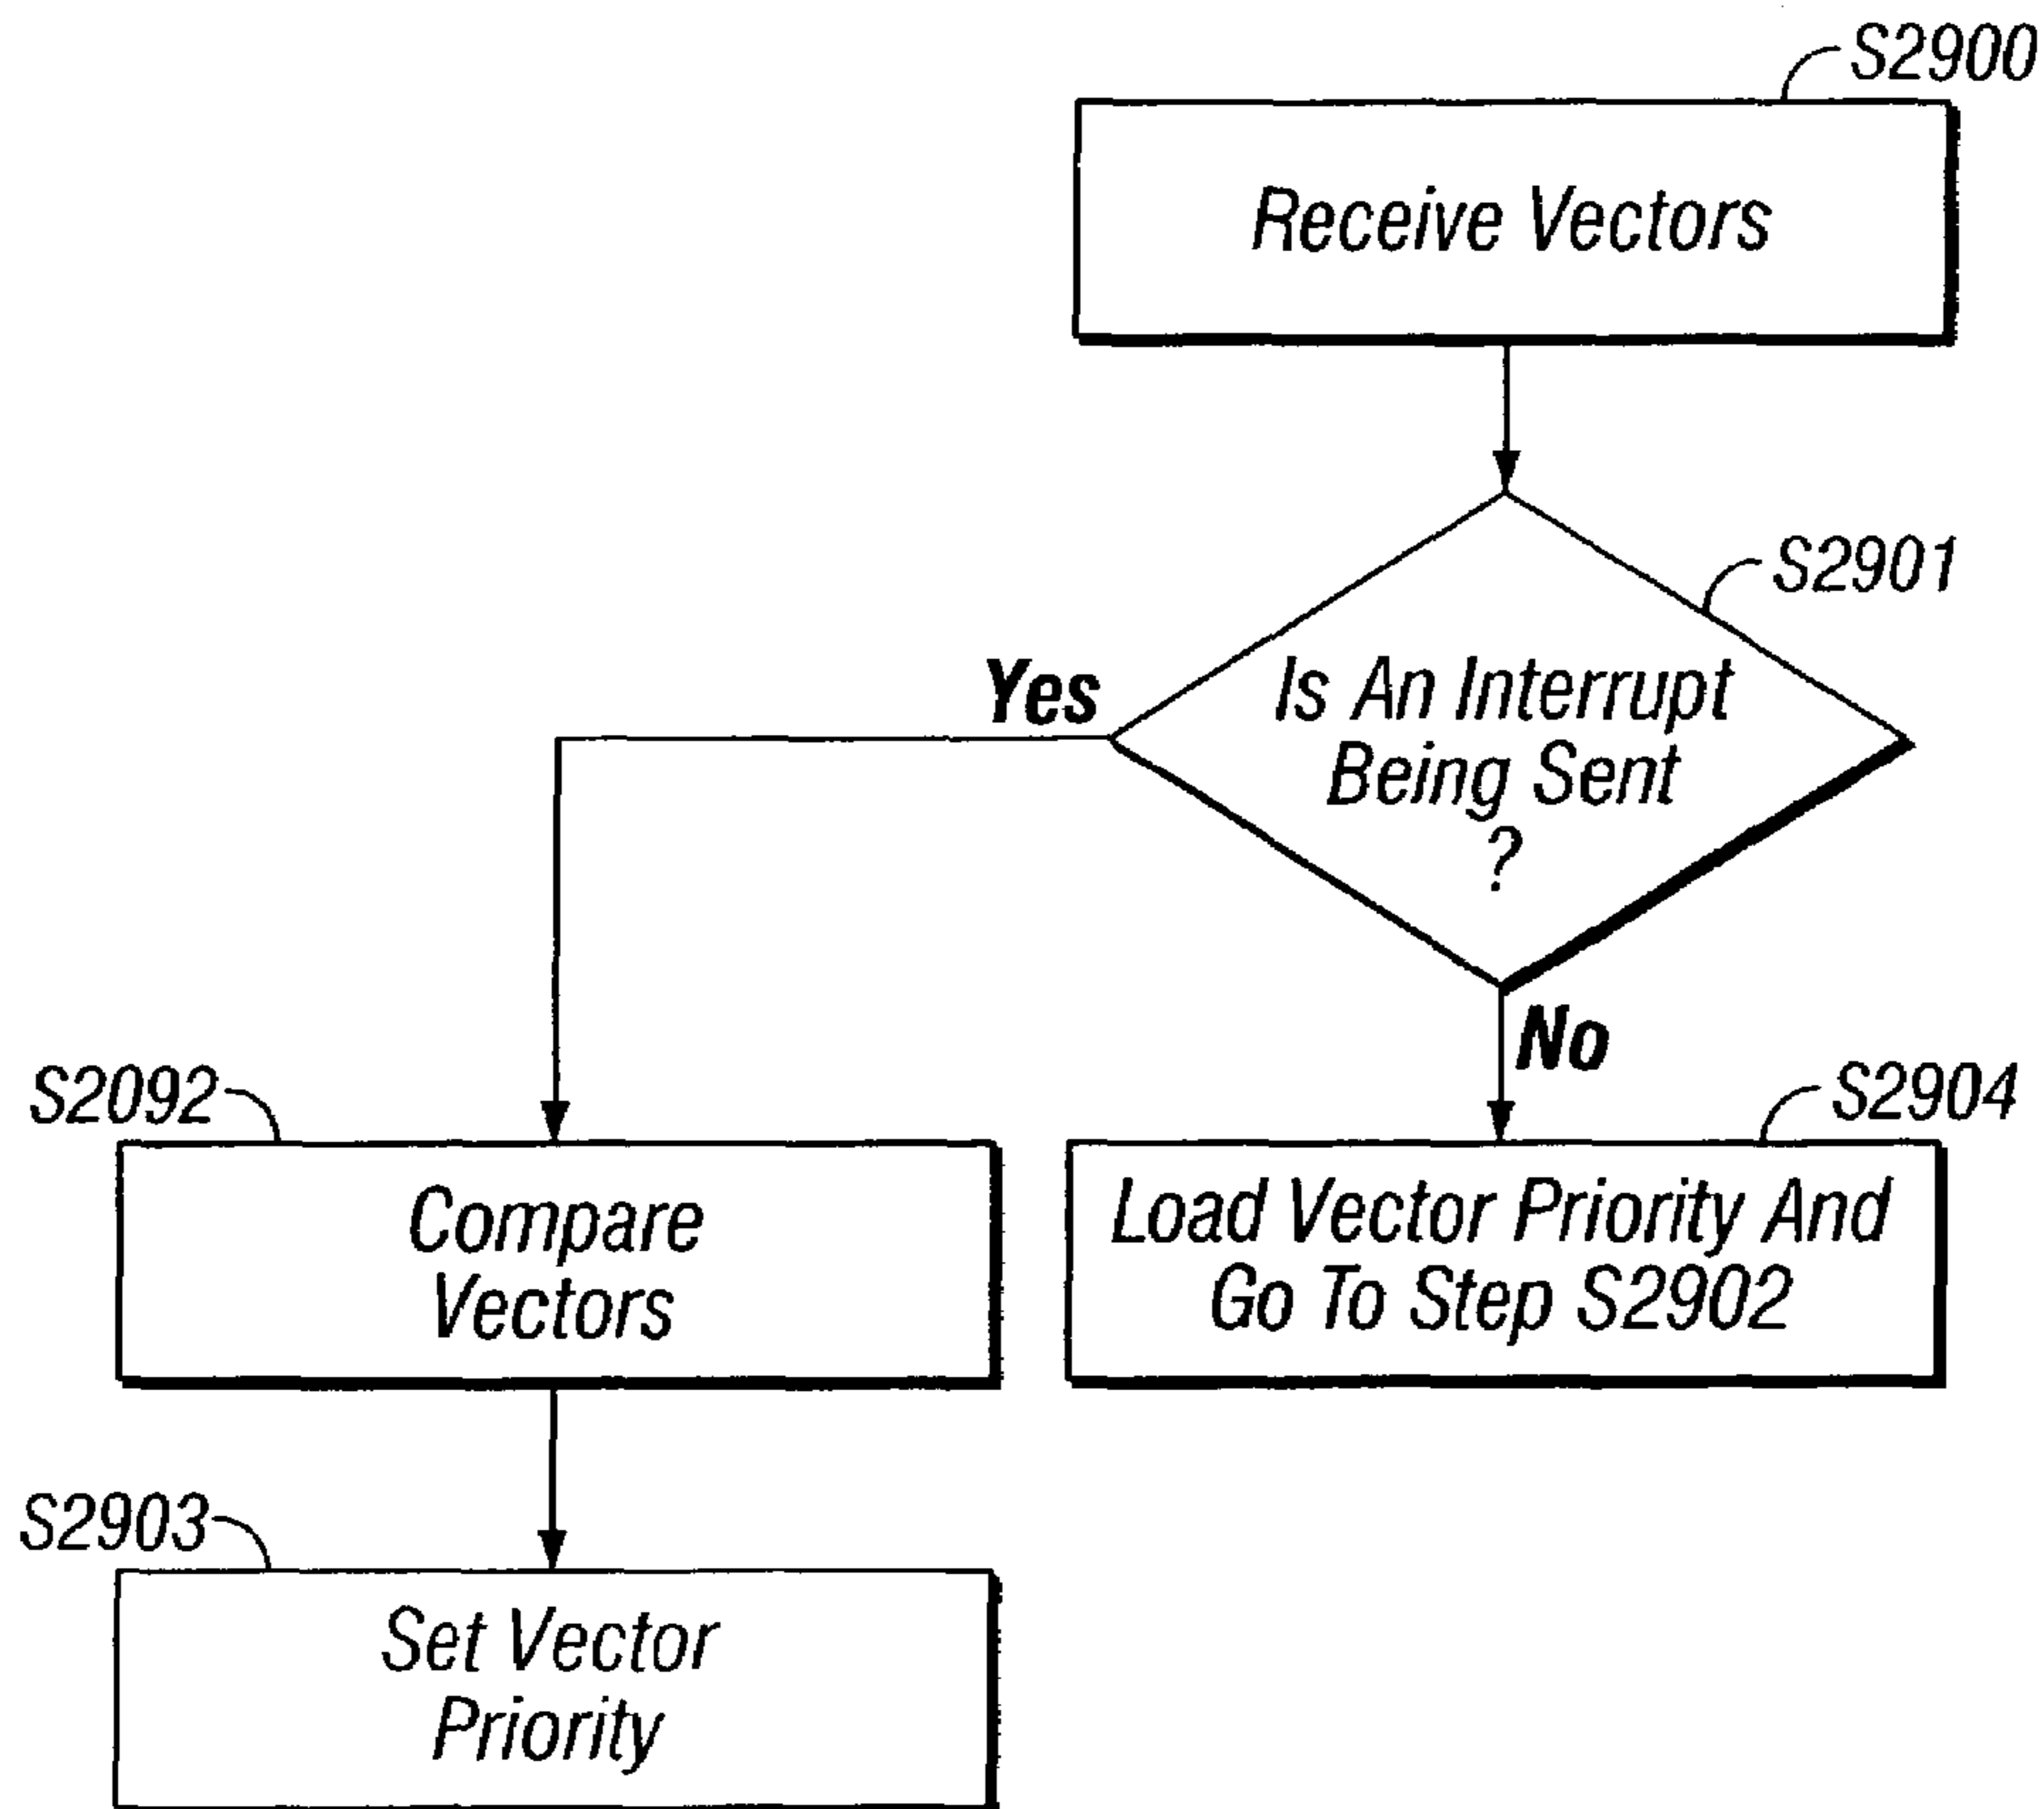 S2900
Receive Vectors
S2901
Is An Interrupt
Being Sent
?
Yes
No
S2092
Compare
Vectors
S2904
Load Vector Priority And
Go To Step S2902
S2903
Set Vector
Priority